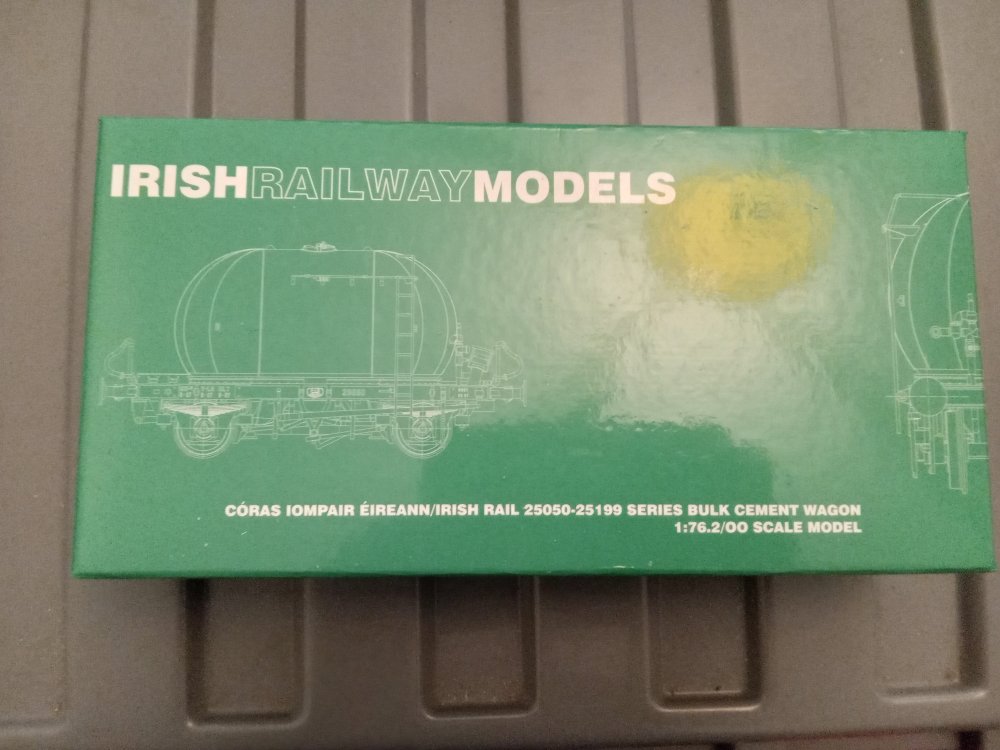 IRISHRAILWAYMODELS
CÓRAS IOMPAIR ÉIREANN/IRISH RAIL 25050-25199 SERIES BULK CEMENT WAGON
1:76.2/OO SCALE MODEL